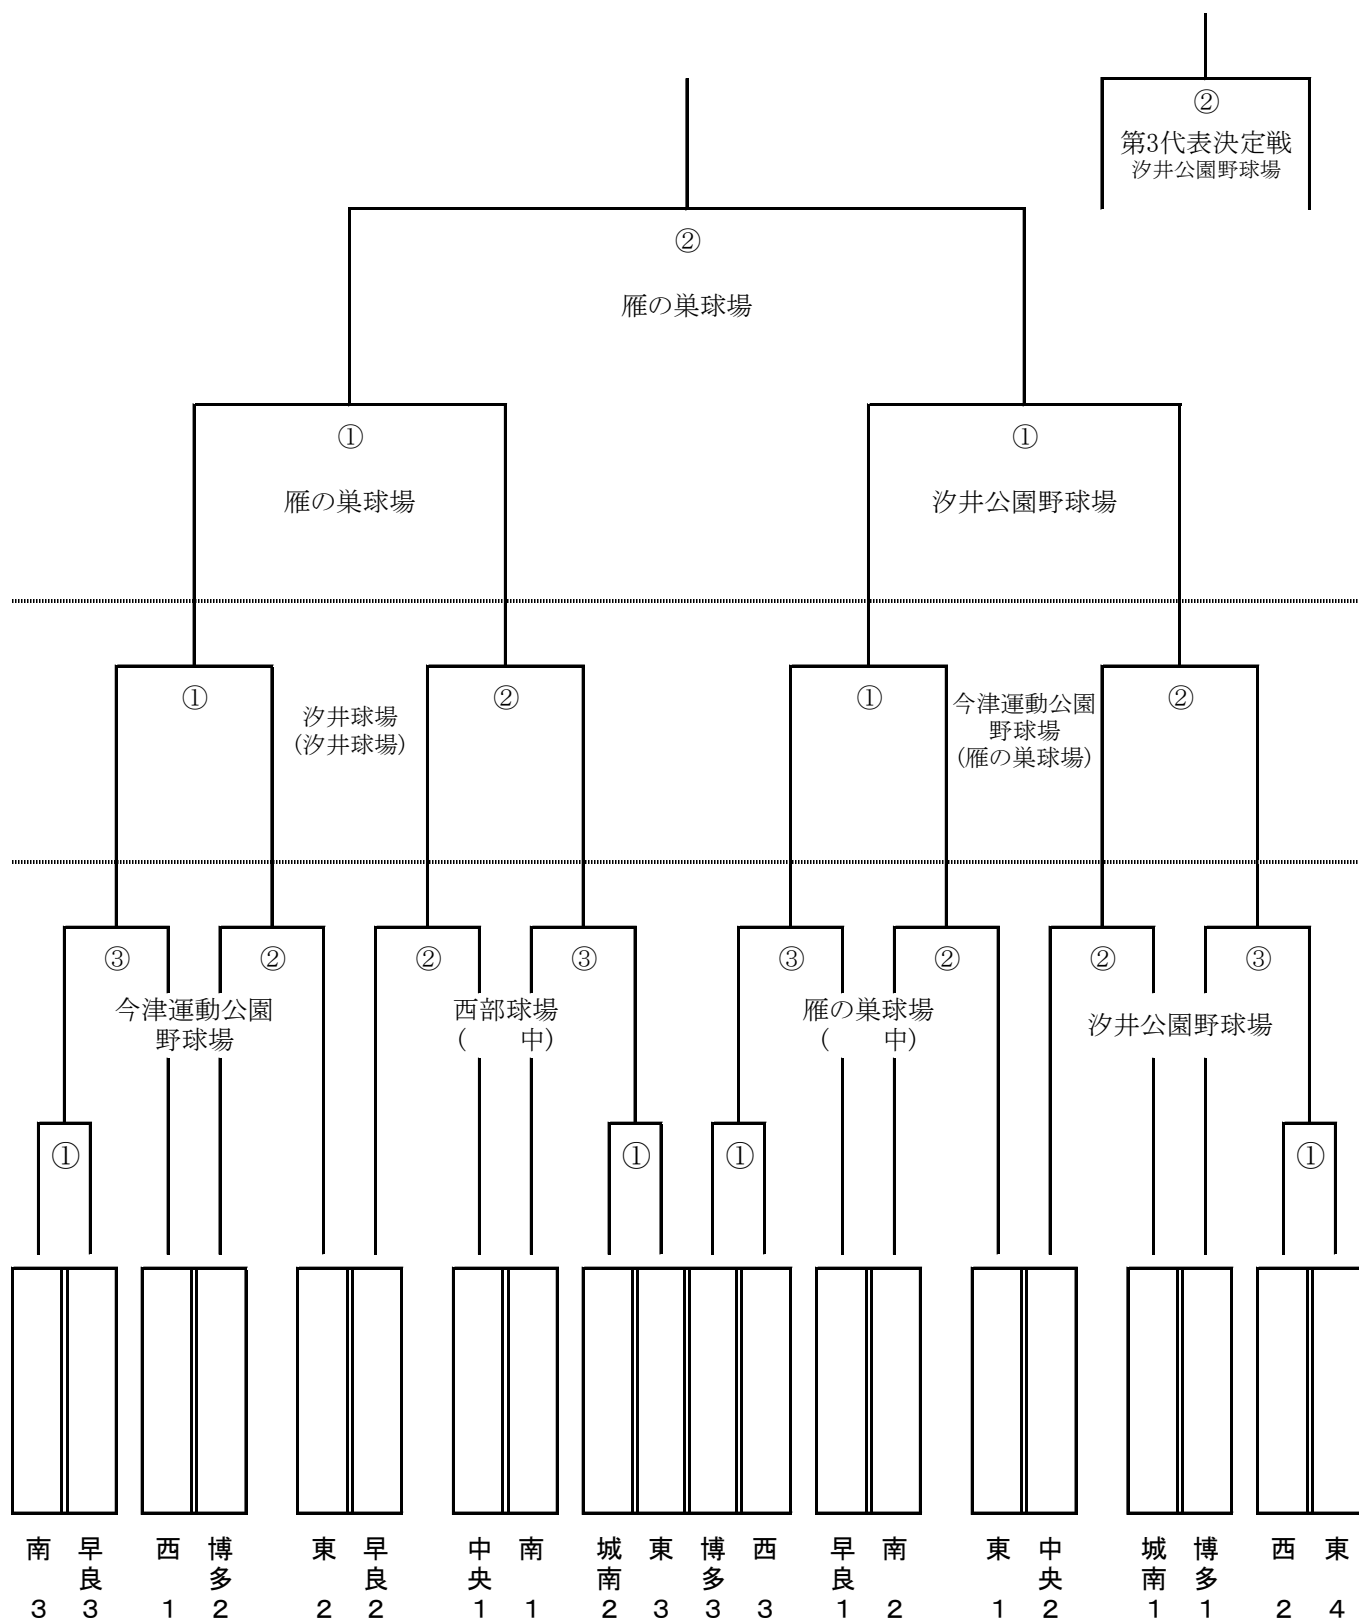 ②
第3代表決定戦
汐井公園野球場
②
雁の巣球場
①
雁の巣球場
①
汐井公園野球場
①
汐井球場
(汐井球場)
②
①
今津運動公園
野球場
(雁の巣球場)
②
③
②
今津運動公園
野球場
②
③
西部球場
(　　中)
③
②
雁の巣球場
(　　中)
②
③
汐井公園野球場
①
①
①
①
南3
早良3
西1
博多2
東2
早良2
中央1
南1
城南2
東3
博多3
西3
早良1
南2
東1
中央2
城南1
博多1
西2
東4